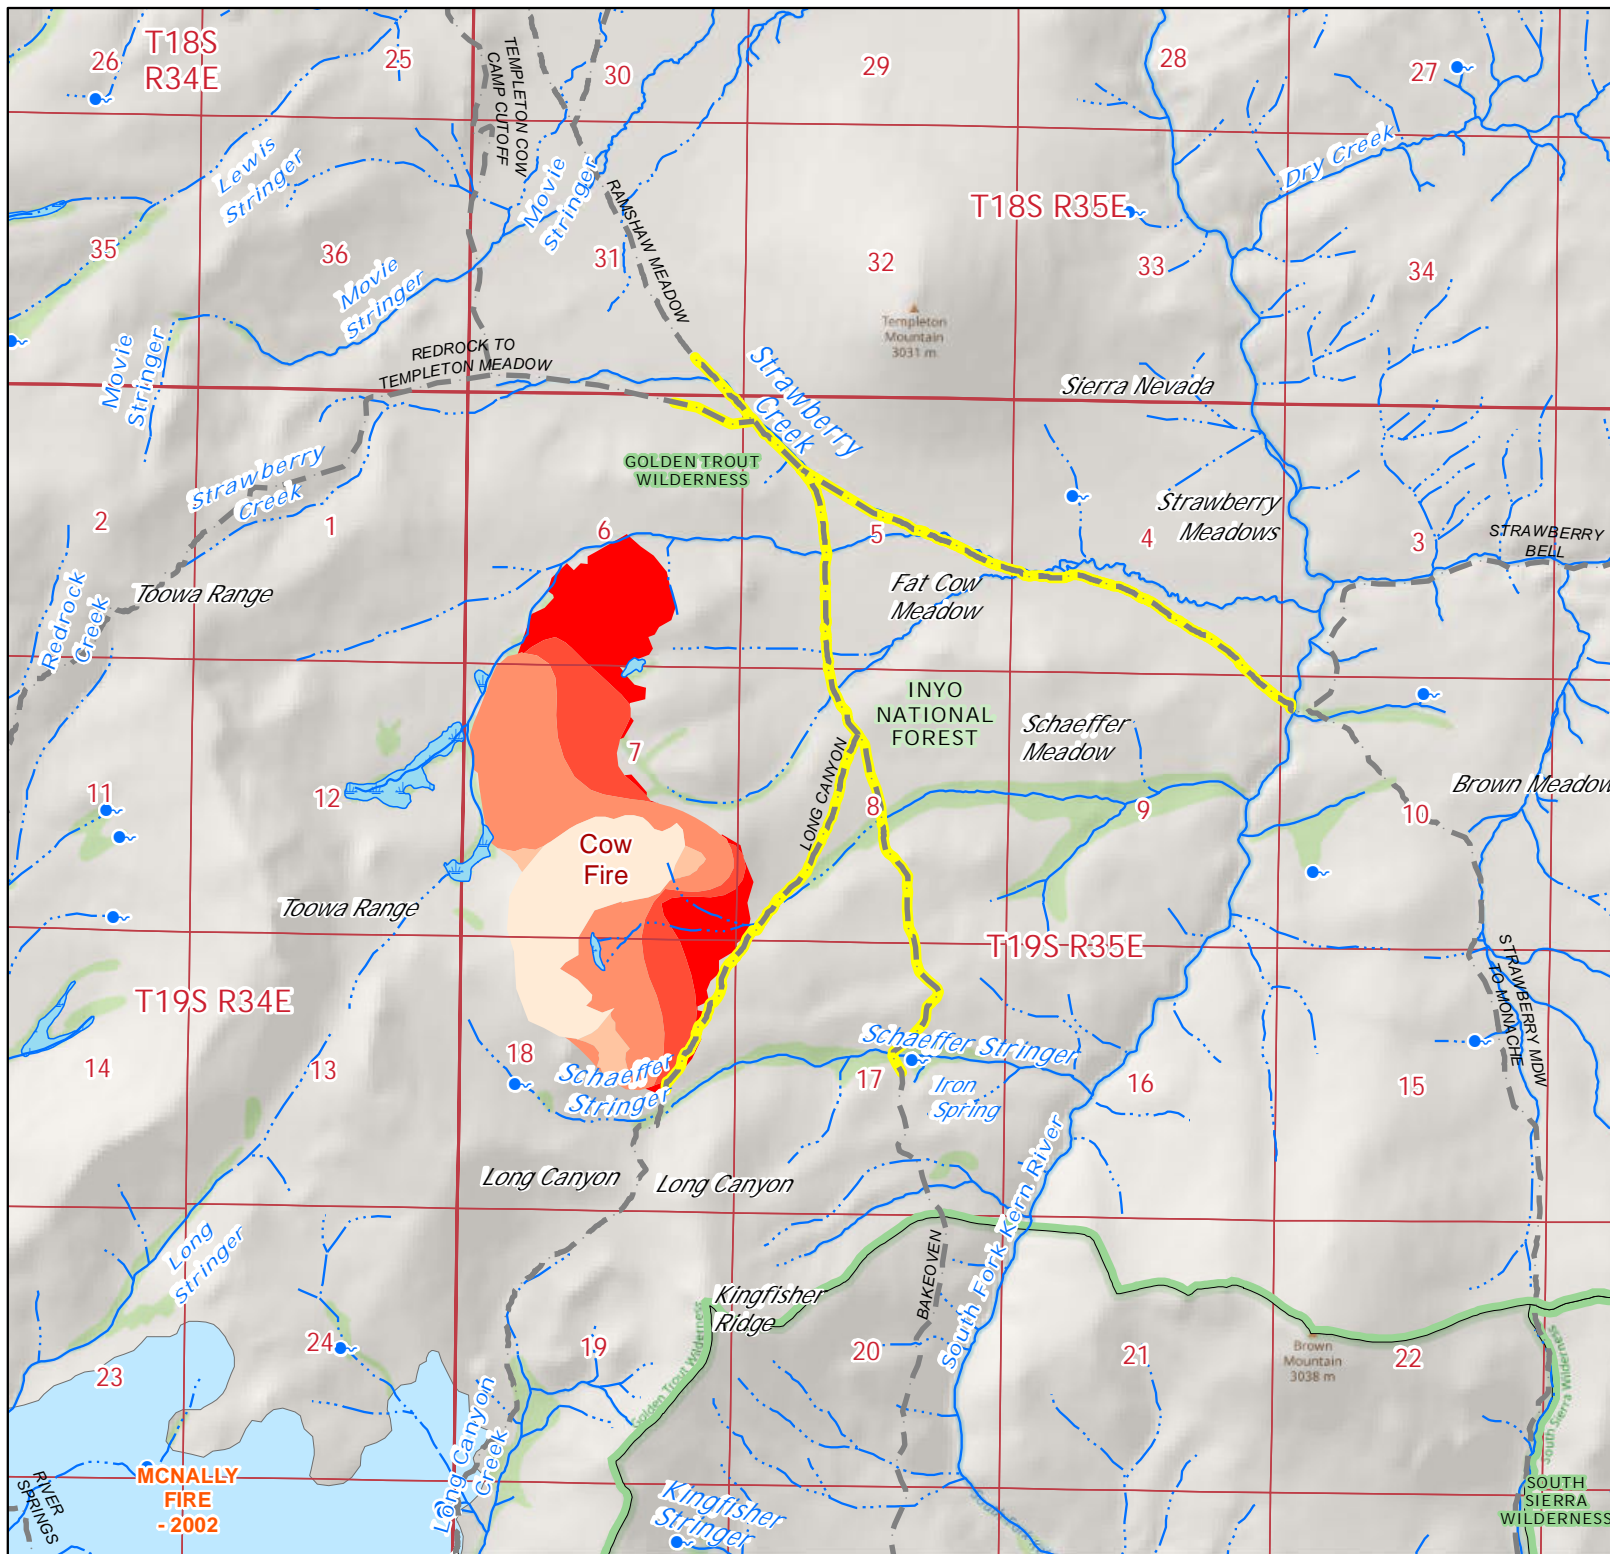 T18S
R34E
26
25
TEMPLETON COW
CAMP CUTOFF
30
29
28
27
Lewis
Stringer
Movie
Stringer
Dry Creek
T18S R35E
RAMSHAW MEADOW
35
36
31
32
33
34
Movie
Stringer
Templeton
Mountain
3031 m
Movie
Stringer
REDROCK TO
TEMPLETON MEADOW
Strawberry
Creek
Sierra Nevada
GOLDEN TROUT
WILDERNESS
Strawberry
Creek
Strawberry
Meadows
2
1
6
5
4
3
STRAWBERRY
BELL
Toowa Range
Fat Cow
Meadow
Redrock
Creek
INYO
NATIONAL
FOREST
Schaeffer
Meadow
LONG CANYON
7
8
9
10
11
12
Brown Meadow
Cow
Fire
Toowa Range
T19S R35E
T19S R34E
STRAWBERRY MDW
TO MONACHE
Schaeffer Stringer
Schaeffer
Stringer
14
13
18
17
16
15
Iron
Spring
Long Canyon
Long Canyon
South Fork Kern River
Long
Stringer
BAKEOVEN
Kingfisher
Ridge
Golden Trout Wilderness
Brown
Mountain
3038 m
South Sierra Wilderness
23
24
19
20
21
22
Long Canyon
Creek
MCNALLY
FIRE
- 2002
RIVER
SPRINGS
Kingfisher
Stringer
SOUTH
SIERRA
WILDERNESS